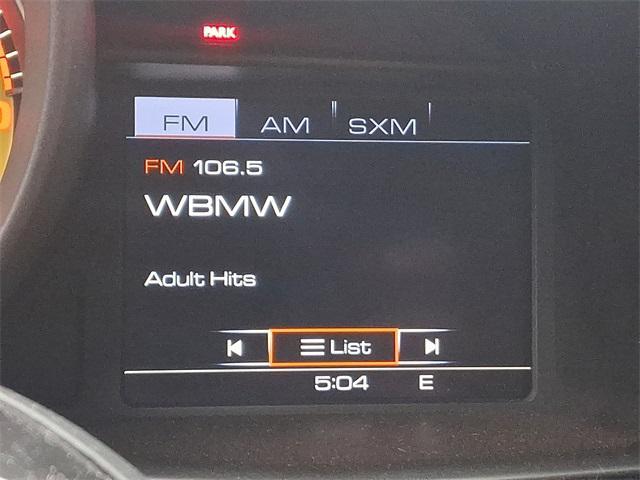 PARK
FM AM SXM
FM 106.5
WBMW
Adult Hits
List
5:04 E